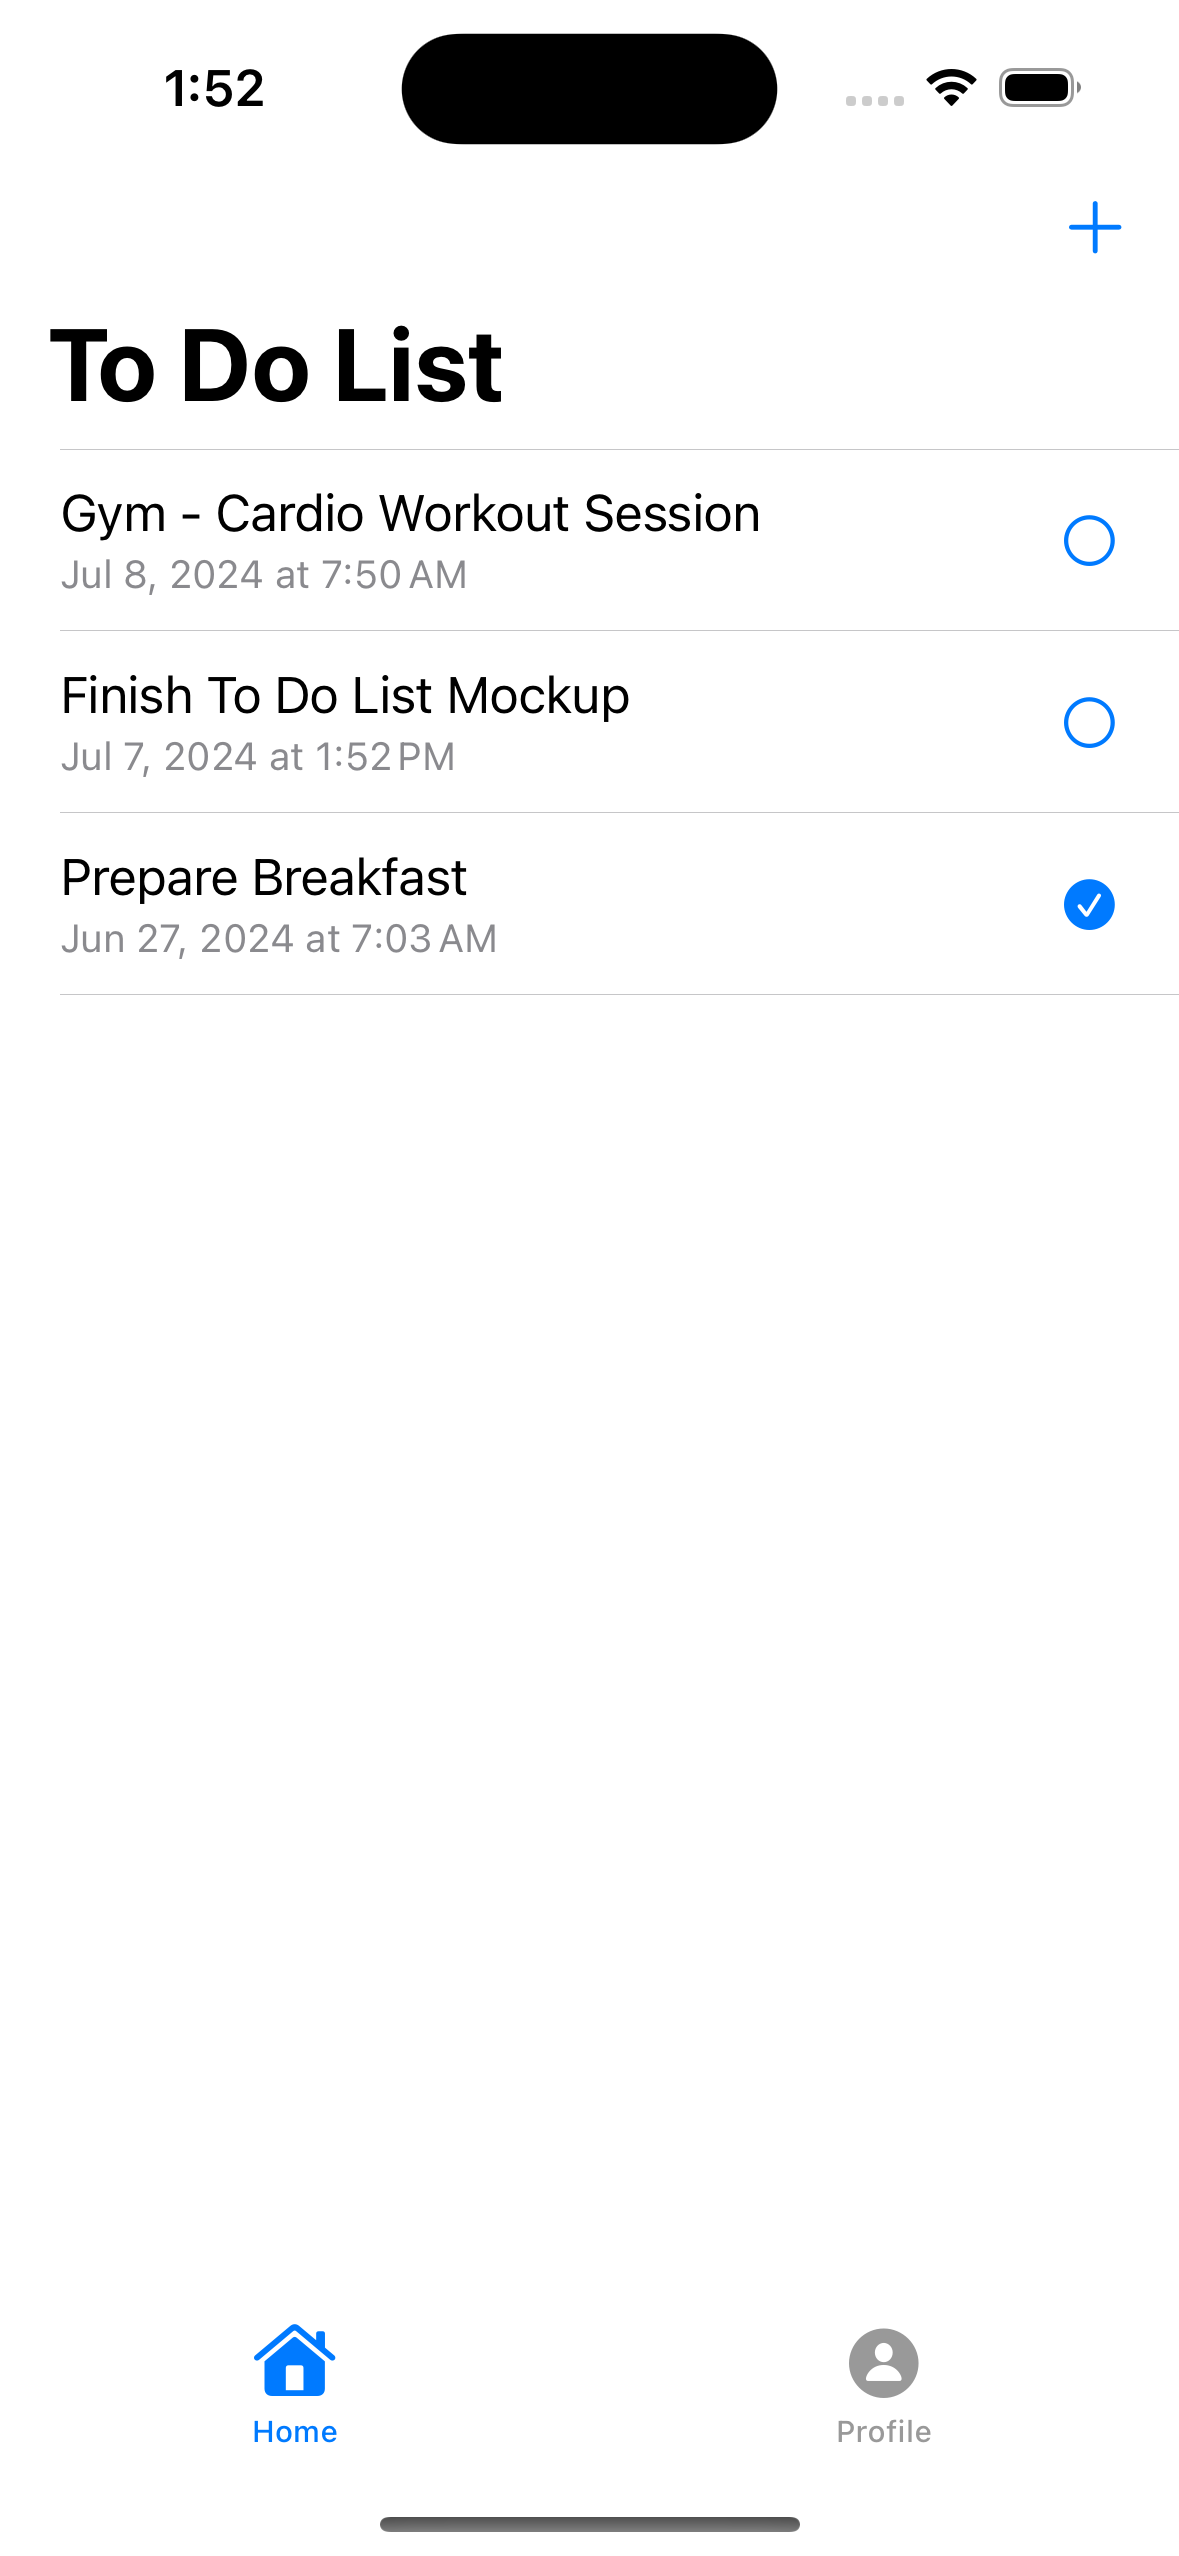 1:52
To Do List
Gym - Cardio Workout Session
Jul 8, 2024 at 7:50 AM
Finish To Do List Mockup
Jul 7, 2024 at 1:52 PM
Prepare Breakfast
Jun 27, 2024 at 7:03 AM
Home
Profile